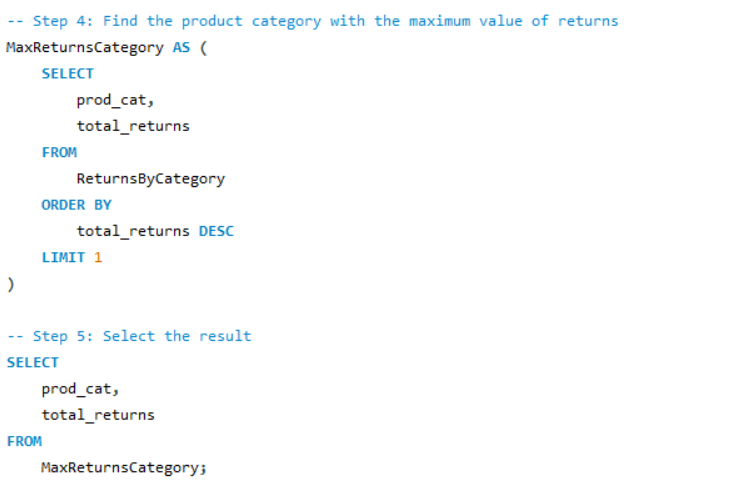 -- Step 4: Find the product category with the maximum value of returns
MaxReturnsCategory AS (
    SELECT
        prod_cat,
        total_returns
    FROM
        ReturnsByCategory
    ORDER BY
        total_returns DESC
    LIMIT 1
)

-- Step 5: Select the result
SELECT
    prod_cat,
    total_returns
FROM
    MaxReturnsCategory;